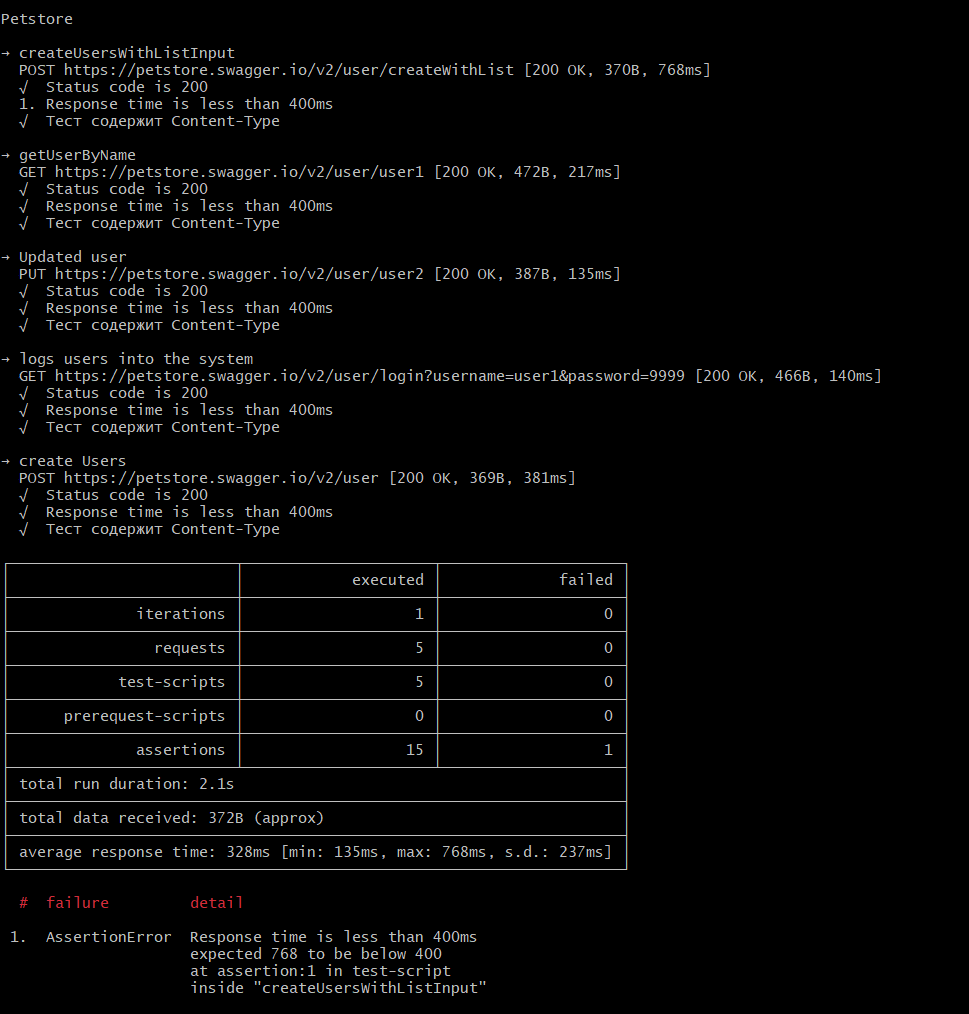 Petstore
→ createUsersWithListInput
POST https://petstore.swagger.io/v2/user/createWithList [200 OK, 370B, 768ms]
√ Status code is 200
1. Response time is less than 400ms
√ Тест содержит Content-Type
→ getUserByName
GET https://petstore.swagger.io/v2/user/user1 [200 OK, 472B, 217ms]
√ Status code is 200
√ Response time is less than 400ms
√ Тест содержит Content-Type
→ Updated user
PUT https://petstore.swagger.io/v2/user/user2 [200 OK, 387B, 135ms]
√ Status code is 200
√ Response time is less than 400ms
√ Тест содержит Content-Type
→ logs users into the system
GET https://petstore.swagger.io/v2/user/login?username=user1&password=9999 [200 OK, 466B, 140ms]
√ Status code is 200
√ Response time is less than 400ms
√ Тест содержит Content-Type
→ create Users
POST https://petstore.swagger.io/v2/user [200 OK, 369B, 381ms]
√ Status code is 200
√ Response time is less than 400ms
√ Тест содержит Content-Type
executed failed
iterations 1 0
requests 5 0
test-scripts 5 0
prerequest-scripts 0 0
assertions 15 1
total run duration: 2.1s
total data received: 372B (approx)
average response time: 328ms [min: 135ms, max: 768ms, s.d.: 237ms]
# failure detail
1. AssertionError Response time is less than 400ms
expected 768 to be below 400
at assertion:1 in test-script
inside "createUsersWithListInput"